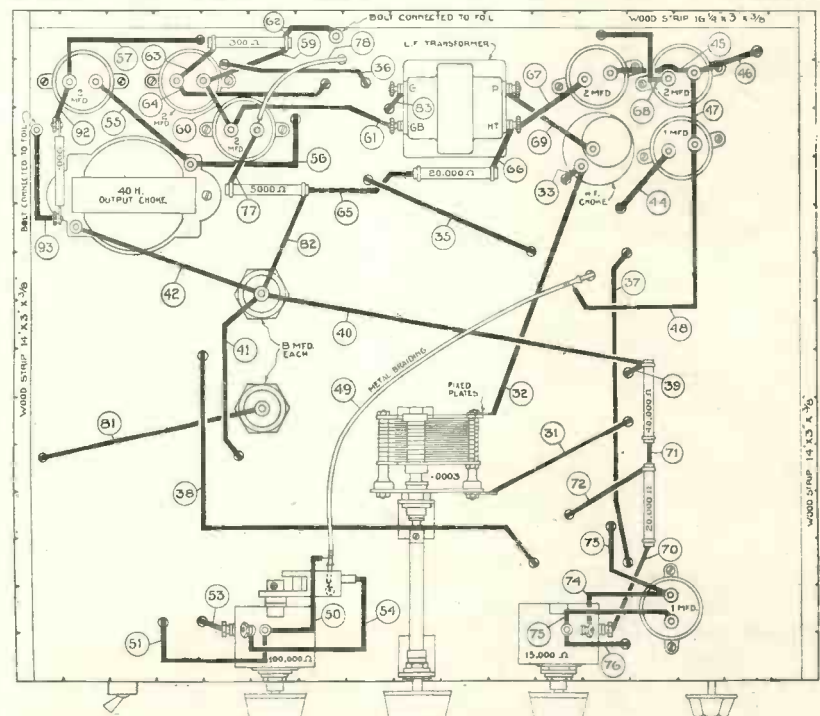 BOLT CONNECTED TO FOIL
WOOD STRIP 16 1/4 X 3 X 3/8
62
57
63
300 Ω
59
78
L.F. TRANSFORMER
36
45
46
67
2 MFD
64
2 MFD
2 MFD
2 MFD
68
47
G
P
83
GB
HT
55
92
60
2 MFD
61
69
1 MFD
BOLT CONNECTED TO FOIL
56
66
33
44
40 H.
OUTPUT CHOKE
77
5000 Ω
65
20,000 Ω
H.F. CHOKE
93
35
82
42
37
WOOD STRIP 14" X 3" X 3/8
41
8 MFD. EACH
40
48
METAL BRAIDING
49
FIXED PLATES
32
39
40,000 Ω
81
31
71
WOOD STRIP 14" X 3" X 3/8
.0003
38
72
20,000 Ω
73
70
74
53
50
54
1 MFD.
51
75
100,000 Ω
15,000 Ω
76